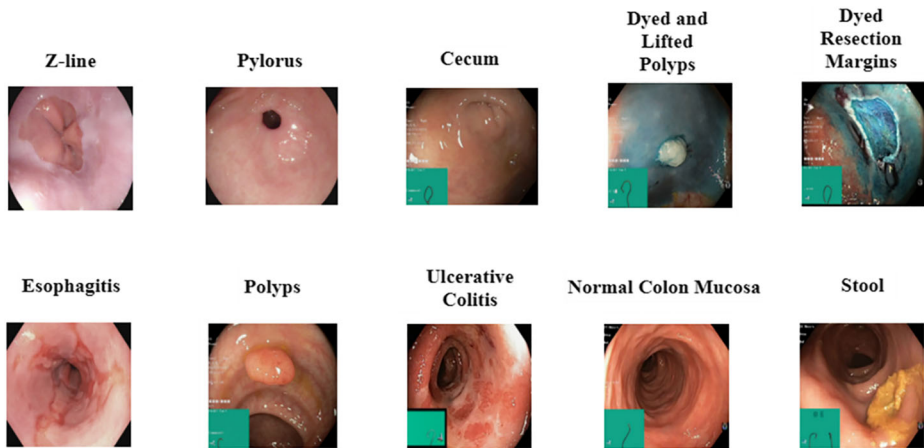 Z-line
Pylorus
Cecum
Dyed and
Lifted
Polyps
Dyed
Resection
Margins
Esophagitis
Polyps
Ulcerative
Colitis
Normal Colon Mucosa
Stool